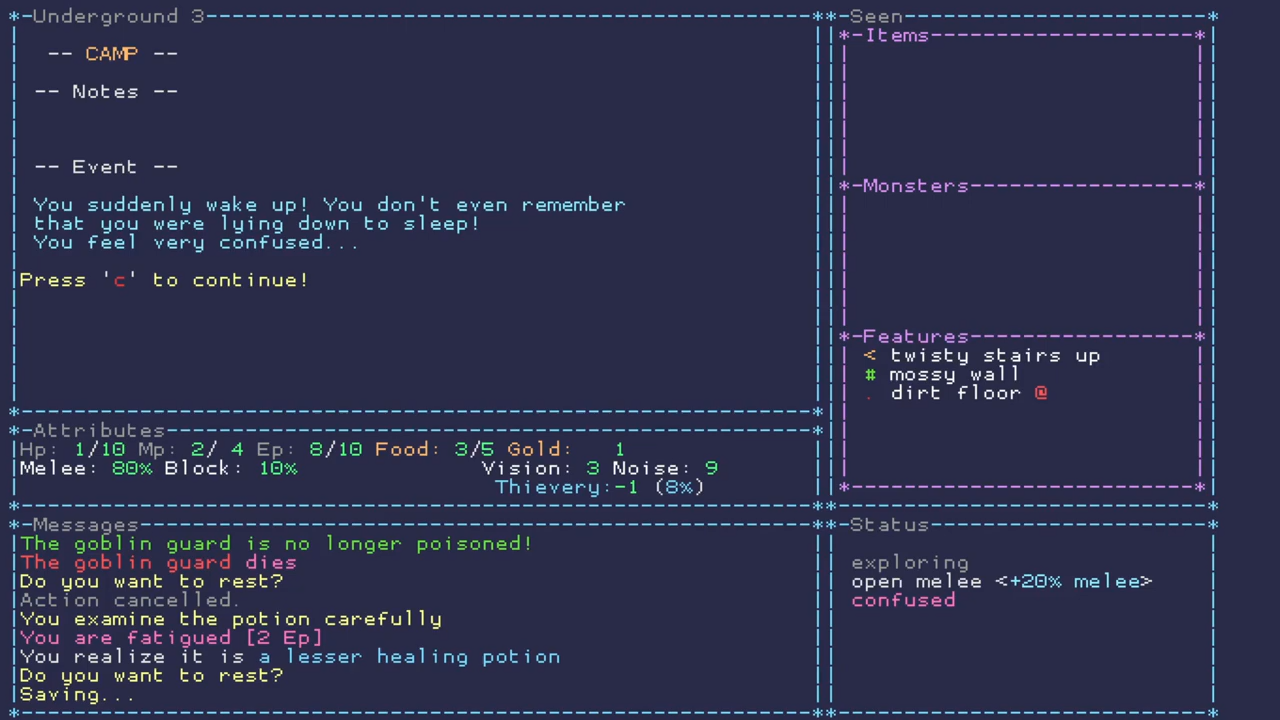 Underground 3
-- CAMP --
-- Notes --
-- Event --
You suddenly wake up! You don't even remember
that you were lying down to sleep!
You feel very confused...
Press 'c' to continue!
Attributes
Hp: 1/10 Mp: 2/ 4 Ep: 8/10 Food: 3/5 Gold: 1
Melee: 80% Block: 10% Vision: 3 Noise: 9
Thievery:-1 (8%)
Messages
The goblin guard is no longer poisoned!
The goblin guard dies
Do you want to rest?
Action cancelled.
You examine the potion carefully
You are fatigued [2 Ep]
You realize it is a lesser healing potion
Do you want to rest?
Saving...
Seen
Items
Monsters
Features
< twisty stairs up
# mossy wall
. dirt floor @
Status
exploring
open melee <+20% melee>
confused